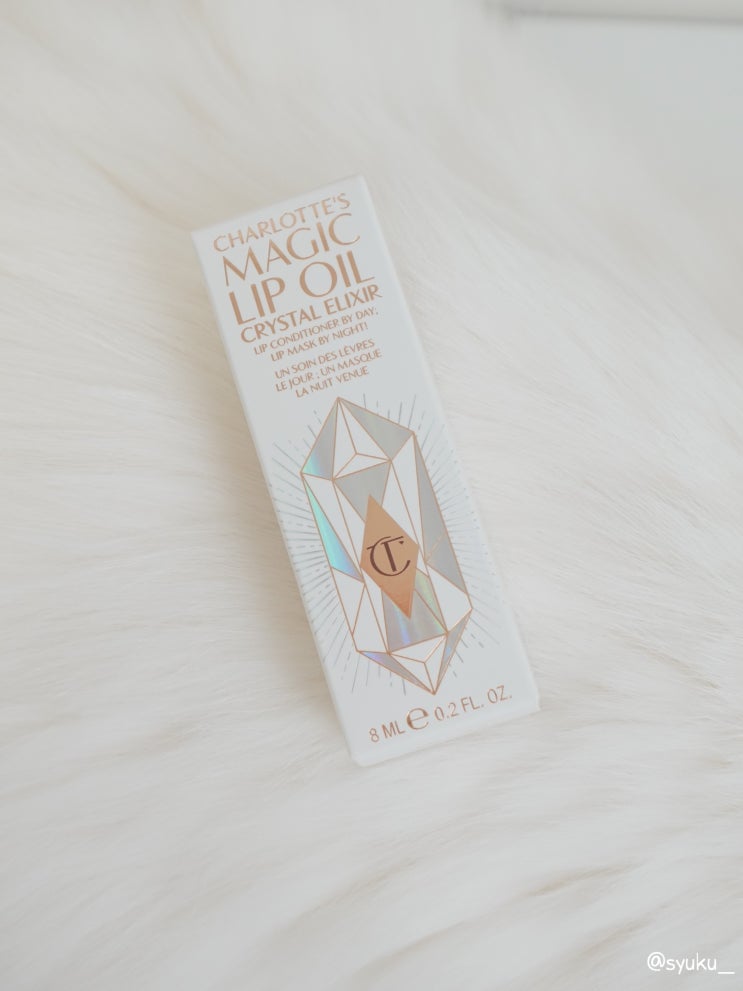 CHARLOTTE'S
MAGIC
LIP OIL
CRYSTAL ELIXIR
LIP CONDITIONER BY DAY;
LIP MASK BY NIGHT!
UN SOIN DES LÈVRES
LE JOUR ; UN MASQUE
LA NUIT VENUE
CT
8 ML ℮ 0.2 FL. OZ.
@syuku__